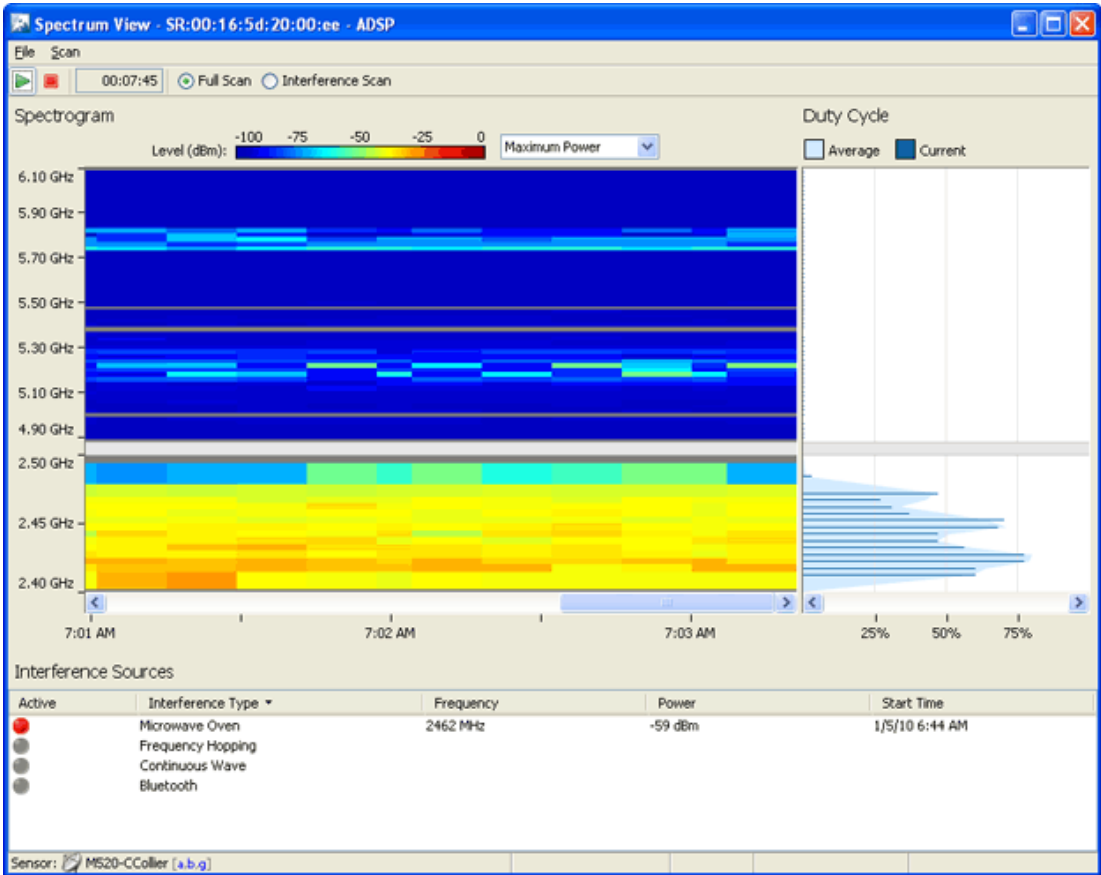 Spectrum View - SR:00:16:5d:20:00:ee - ADSP
File Scan
00:07:45 Full Scan Interference Scan
Spectrogram
Duty Cycle
Level (dBm): -100 -75 -50 -25 0
Maximum Power
Average Current
6.10 GHz
5.90 GHz
5.70 GHz
5.50 GHz
5.30 GHz
5.10 GHz
4.90 GHz
2.50 GHz
2.45 GHz
2.40 GHz
7:01 AM 7:02 AM 7:03 AM
25% 50% 75%
Interference Sources
Active Interference Type Frequency Power Start Time
Microwave Oven 2462 MHz -59 dBm 1/5/10 6:44 AM
Frequency Hopping
Continuous Wave
Bluetooth
Sensor: MS20-CCollier [a,b,g]